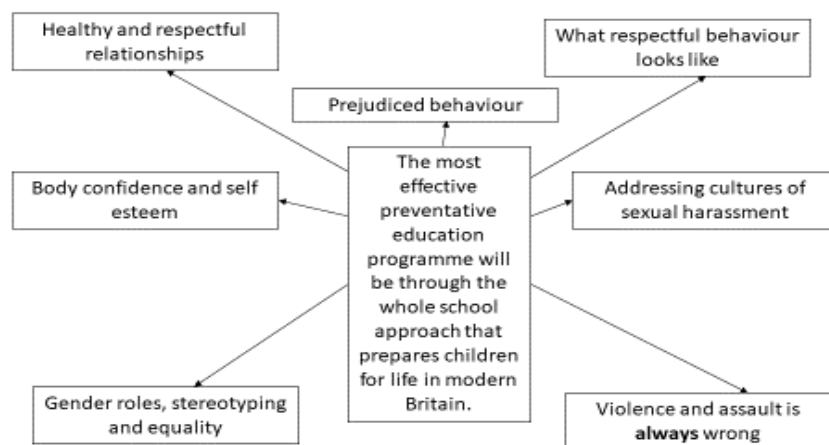 Healthy and respectful
relationships
What respectful behaviour
looks like
Prejudiced behaviour
The most
effective
preventative
education
programme will
be through the
whole school
approach that
prepares children
for life in modern
Britain.
Body confidence and self
esteem
Addressing cultures of
sexual harassment
Gender roles, stereotyping
and equality
Violence and assault is
always wrong